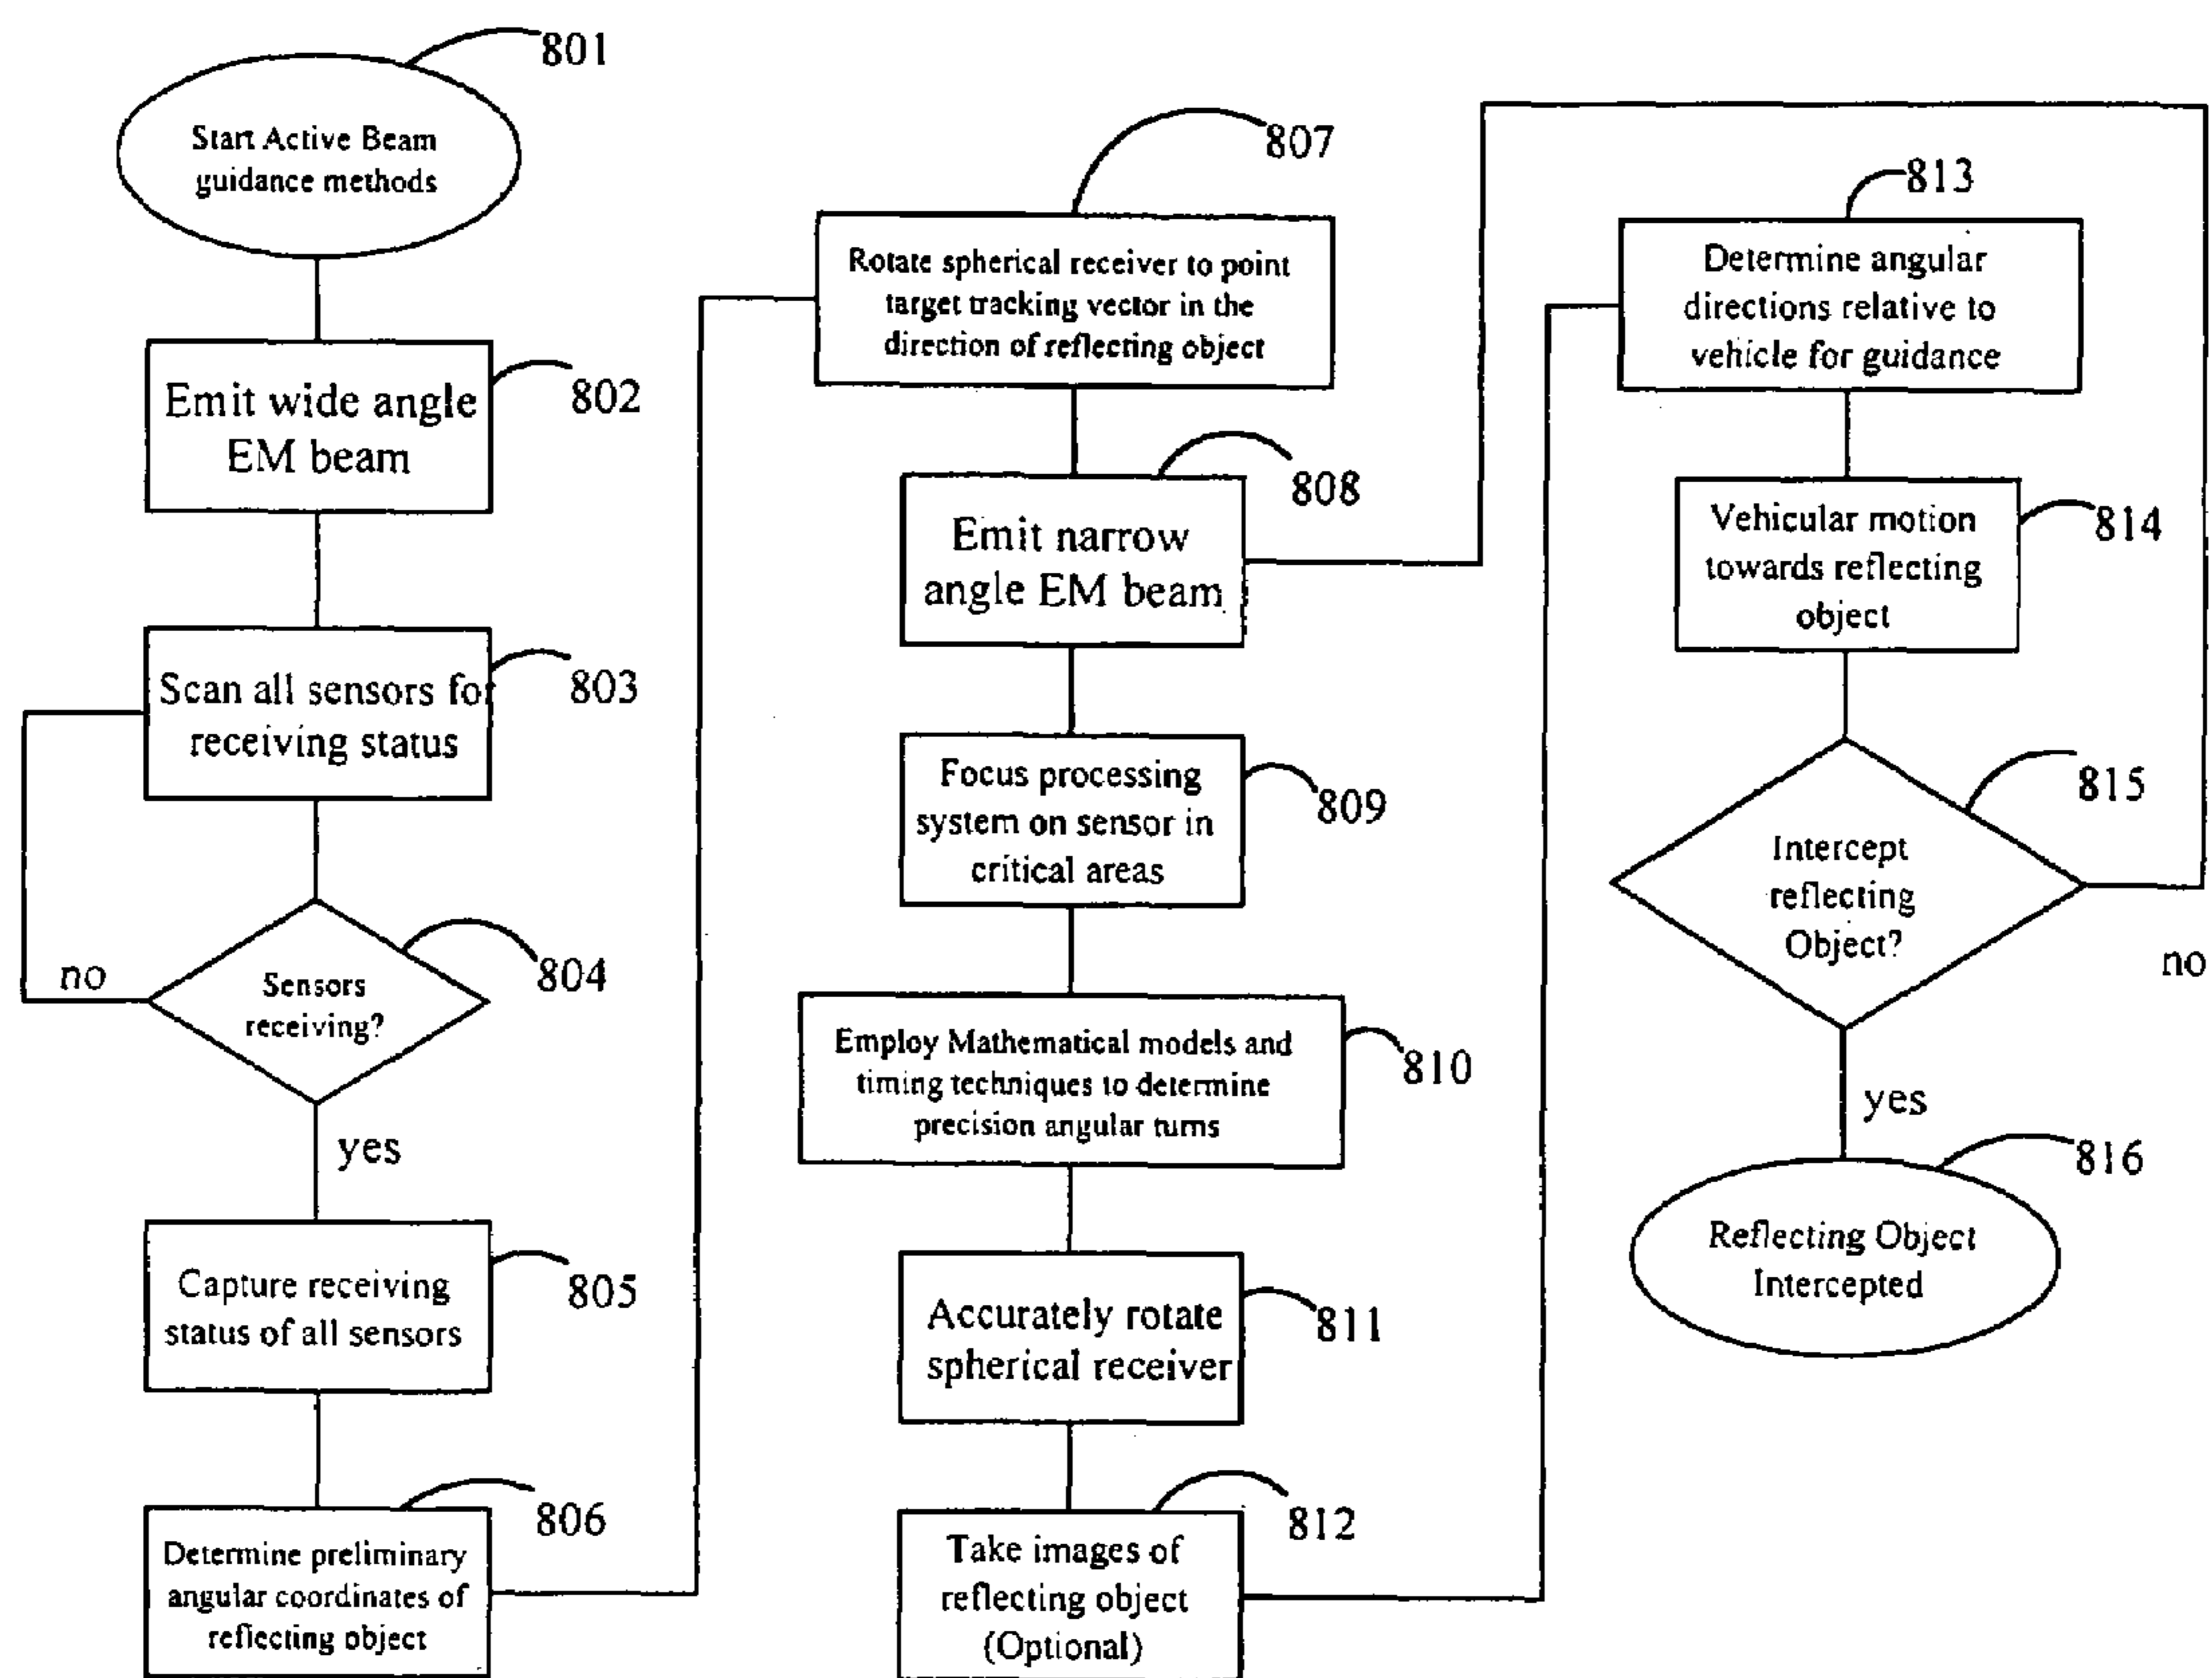 801
Start Active Beam
guidance methods
Emit wide angle
EM beam
802
Scan all sensors for
receiving status
803
no
Sensors
receiving?
804
yes
Capture receiving
status of all sensors
805
Determine preliminary
angular coordinates of
reflecting object
806
807
Rotate spherical receiver to point
target tracking vector in the
direction of reflecting object
Emit narrow
angle EM beam
808
Focus processing
system on sensor in
critical areas
809
Employ Mathematical models and
timing techniques to determine
precision angular turns
810
Accurately rotate
spherical receiver
811
Take images of
reflecting object
(Optional)
812
813
Determine angular
directions relative to
vehicle for guidance
Vehicular motion
towards reflecting
object
814
Intercept
reflecting
Object?
815
no
yes
816
Reflecting Object
Intercepted